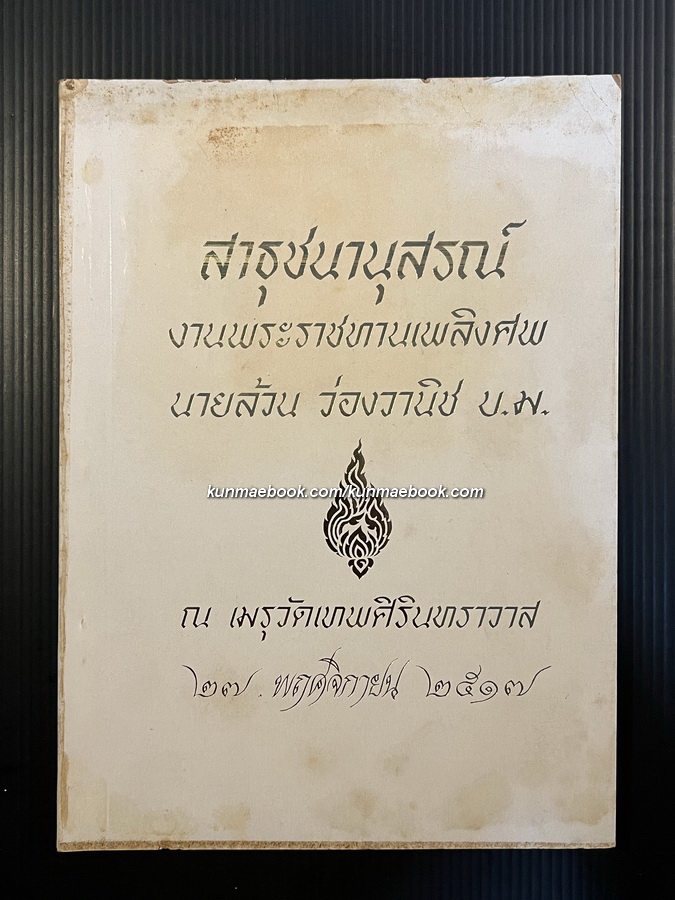 สาธุชนานุสรณ์
งานพระราชทานเพลิงศพ
นายล้วน ว่องวานิช บ.ม.
kunmaebook.com/kunmaebook.com
ณ เมรุวัดเทพศิรินทราวาส
๒๗ พฤศจิกายน ๒๕๑๗